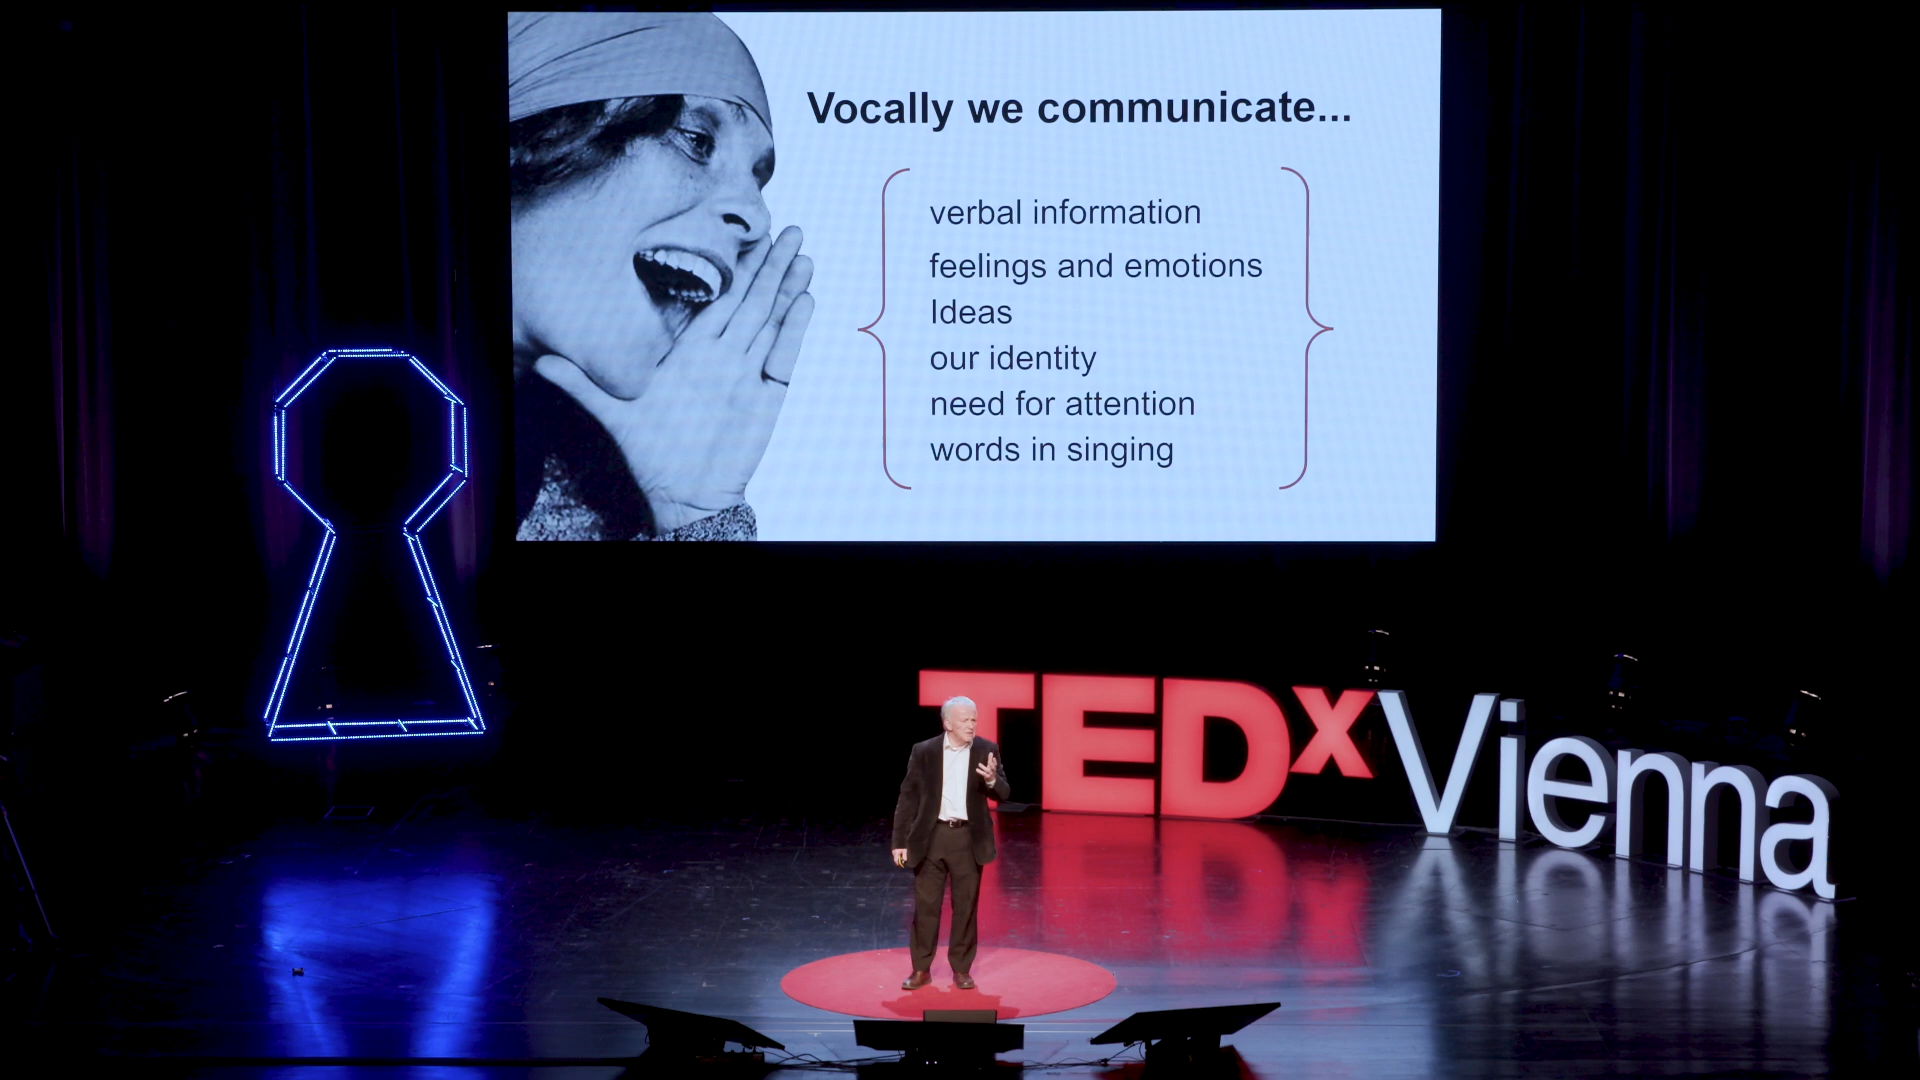 Vocally we communicate...
verbal information
feelings and emotions
Ideas
our identity
need for attention
words in singing
TEDxVienna